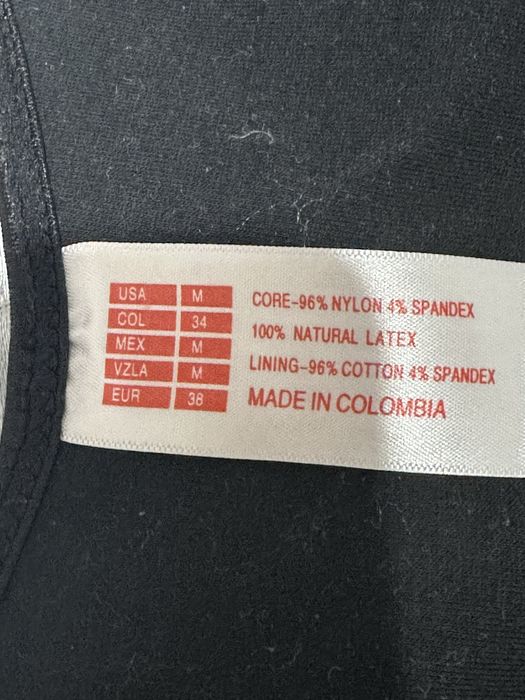 USA M
COL 34
MEX M
VZLA M
EUR 38
CORE-96% NYLON 4% SPANDEX
100% NATURAL LATEX
LINING-96% COTTON 4% SPANDEX
MADE IN COLOMBIA